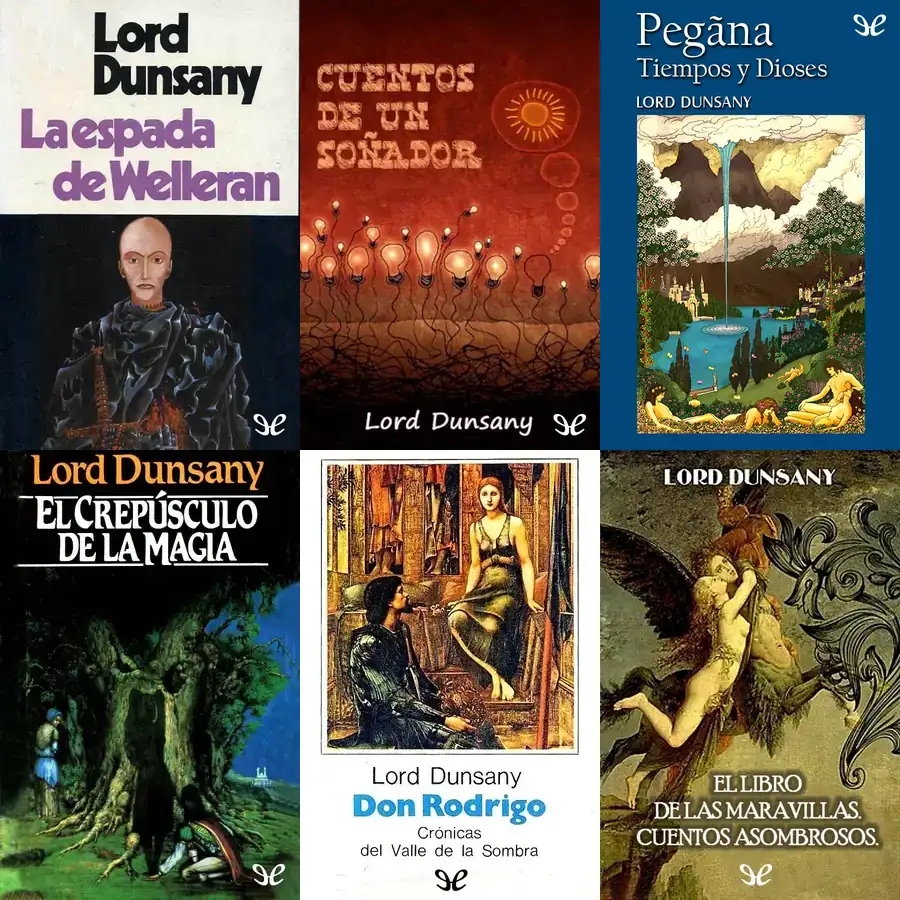 Lord
Dunsany
La espada
de Welleran
CUENTOS
DE UN
SOÑADOR
Lord Dunsany
Pegãna
Tiempos y Dioses
LORD DUNSANY
Lord Dunsany
EL CREPÚSCULO
DE LA MAGIA
Lord Dunsany
Don Rodrigo
Crónicas
del Valle de la Sombra
LORD DUNSANY
EL LIBRO
DE LAS MARAVILLAS.
CUENTOS ASOMBROSOS.